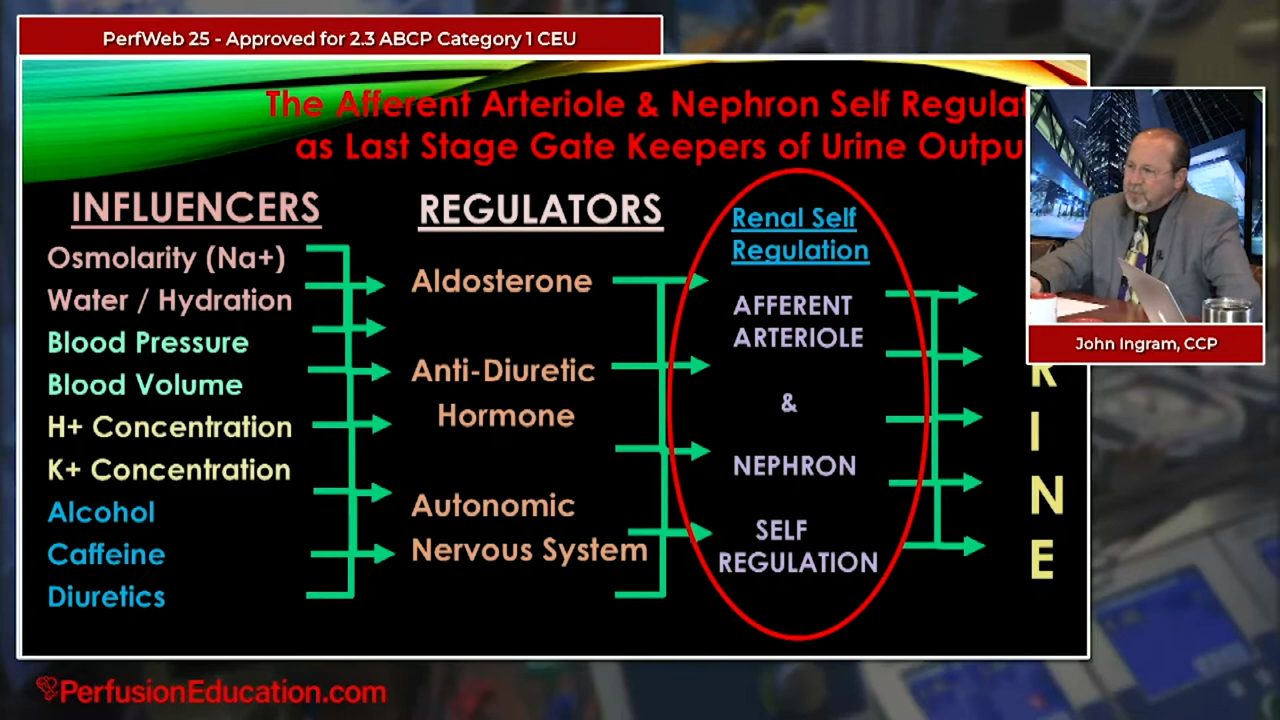 PerfWeb 25 - Approved for 2.3 ABCP Category 1 CEU
The Afferent Arteriole & Nephron Self
as Last Stage Gate Keepers of Urine
INFLUENCERS
Osmolarity (Na+)
Water / Hydration
Blood Pressure
Blood Volume
H+ Concentration
K+ Concentration
Alcohol
Caffeine
Diuretics
REGULATORS
Aldosterone
Anti-Diuretic
Hormone
Autonomic
Nervous System
Renal Self
Regulation
AFFERENT
ARTERIOLE
&
NEPHRON
SELF
REGULATION
R
I
N
E
John Ingram, CCP
PerfusionEducation.com